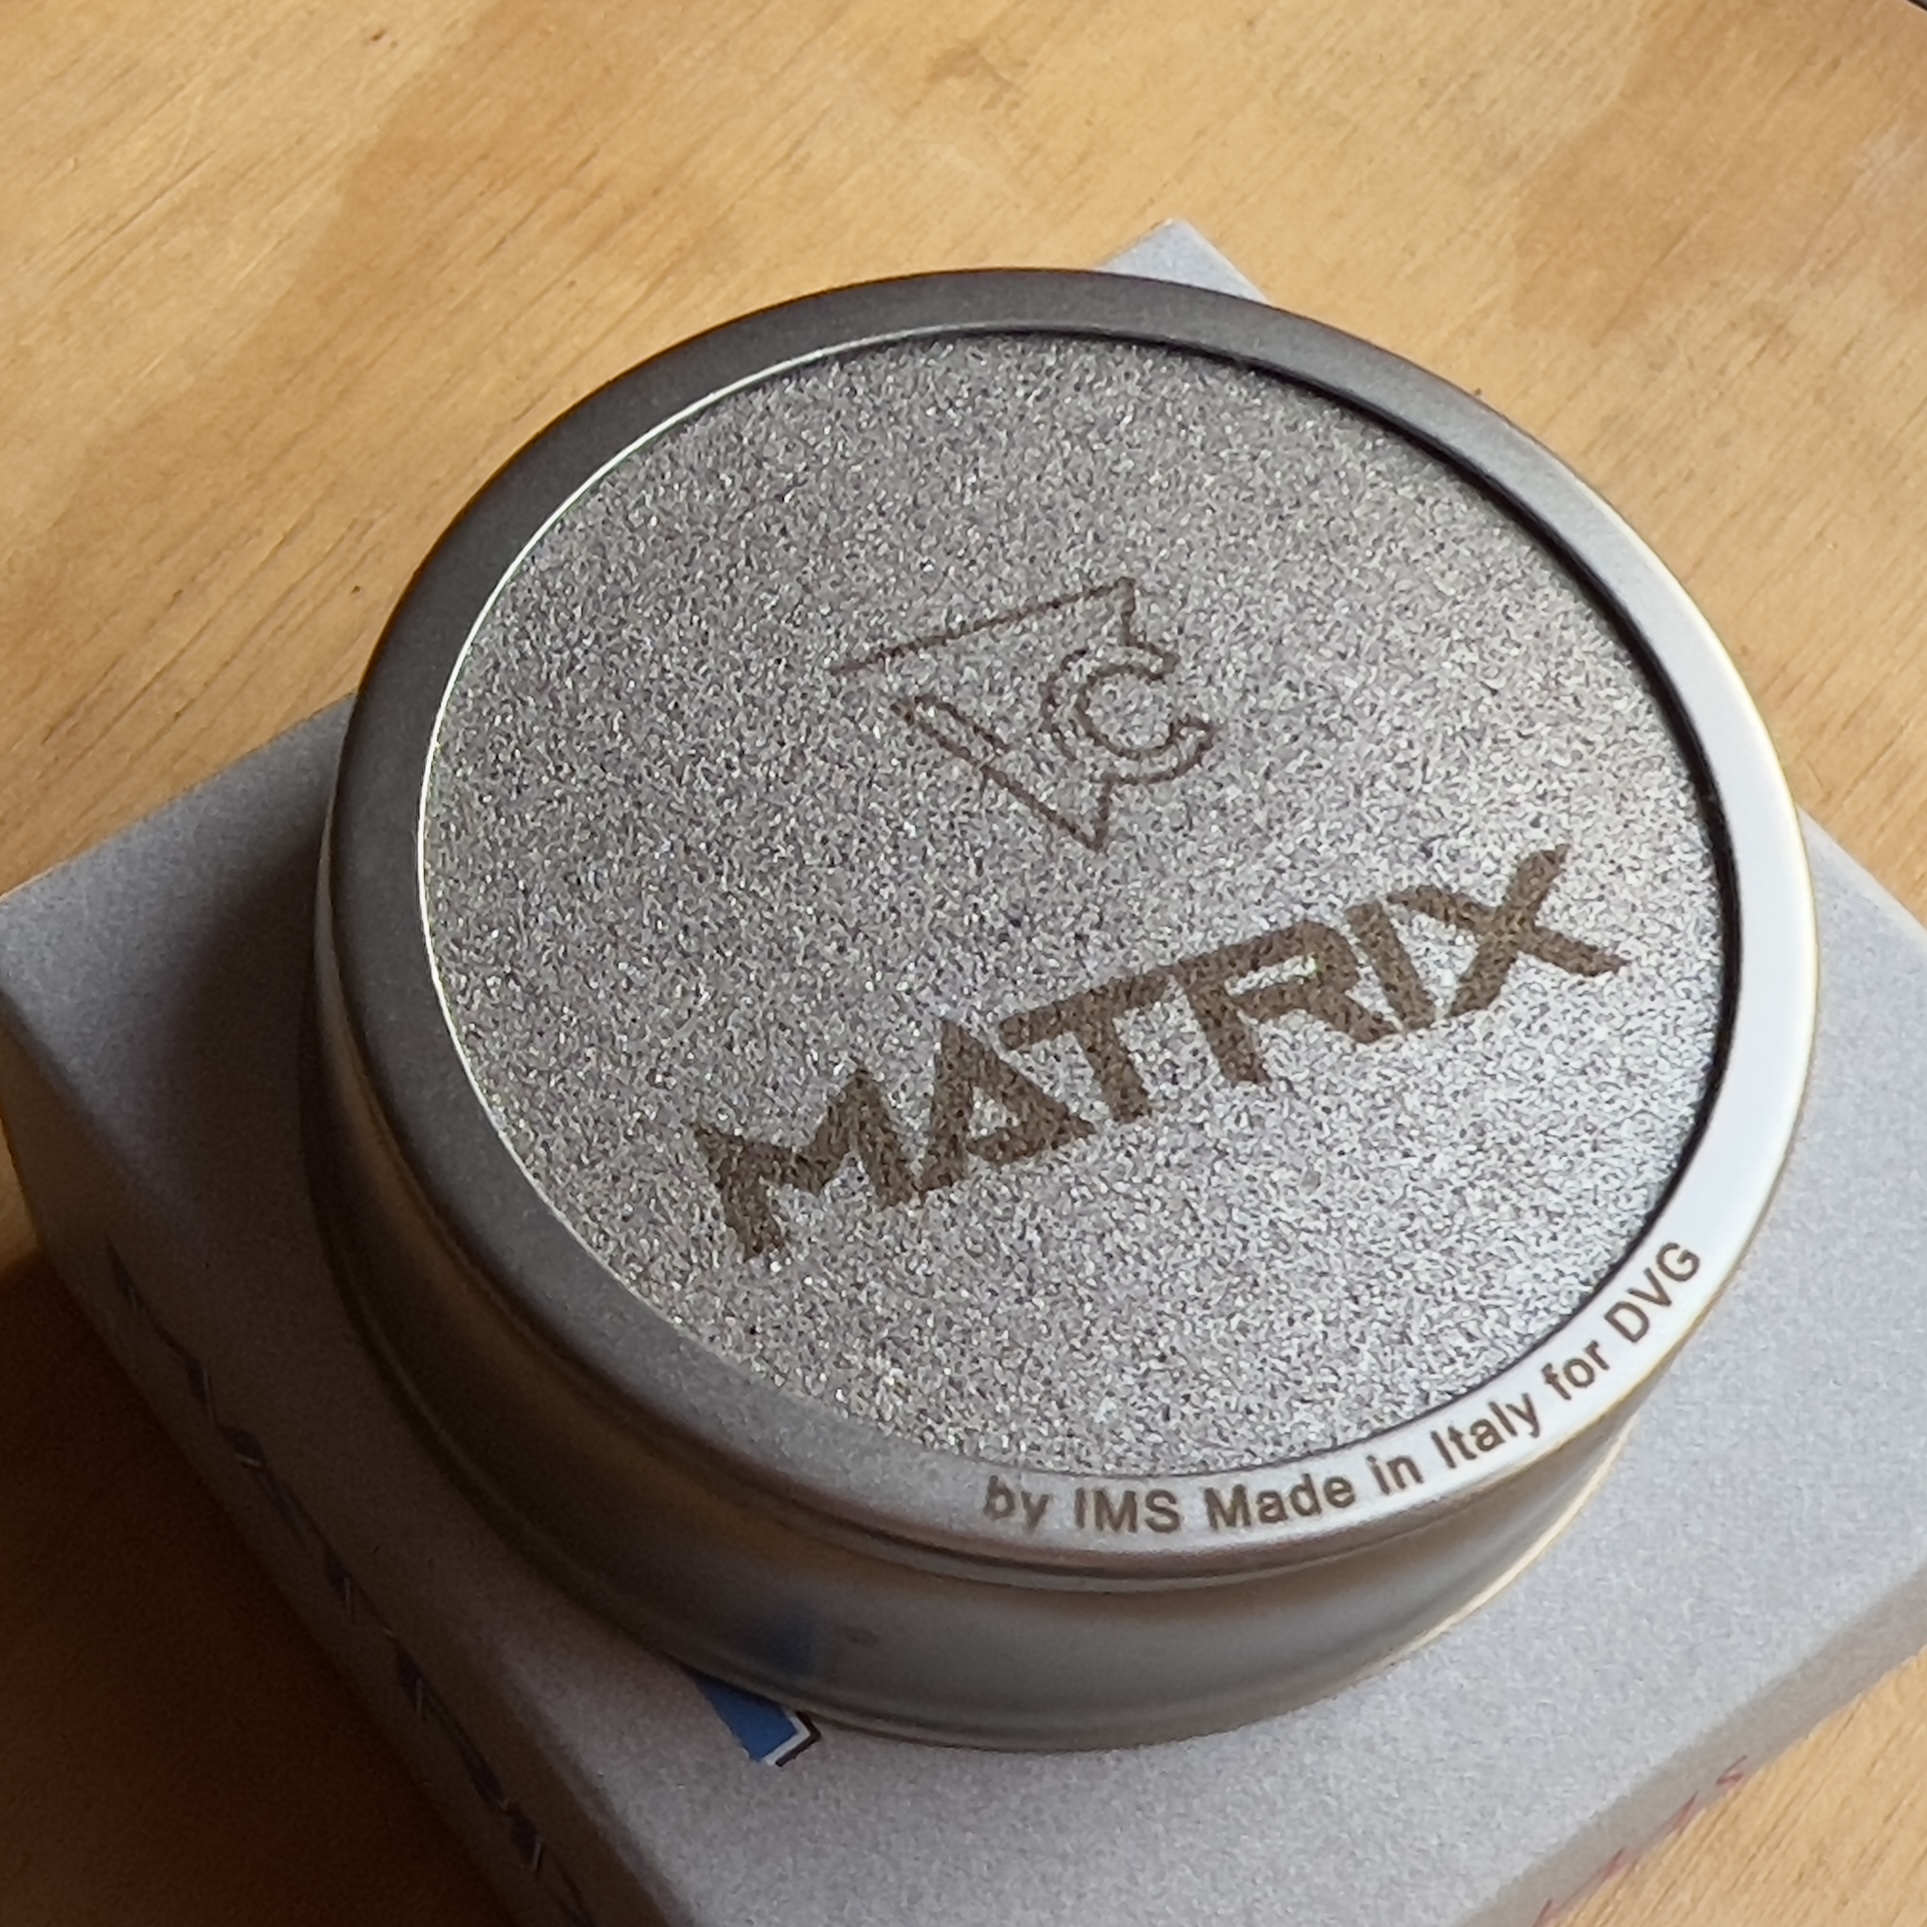 C
MATRIX
by IMS Made in Italy for DVG